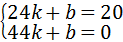 24k + b = 20
44k + b = 0